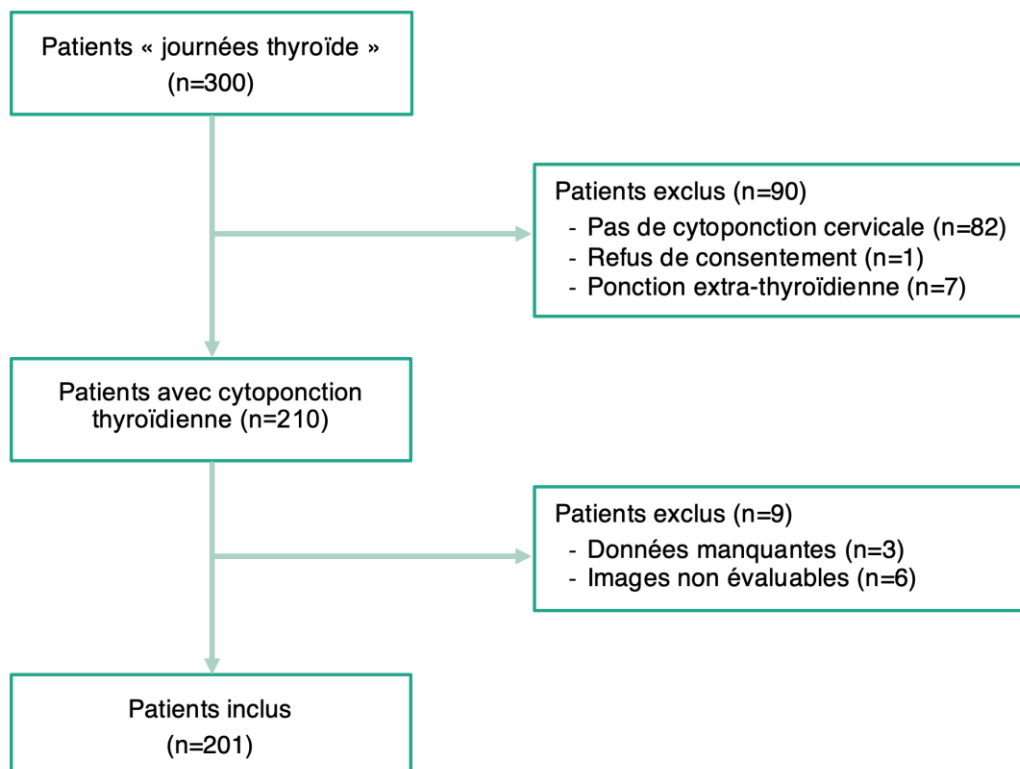 Patients « journées thyroïde »
(n=300)
Patients exclus (n=90)
- Pas de cytoponction cervicale (n=82)
- Refus de consentement (n=1)
- Ponction extra-thyroïdienne (n=7)
Patients avec cytoponction
thyroïdienne (n=210)
Patients exclus (n=9)
- Données manquantes (n=3)
- Images non évaluables (n=6)
Patients inclus
(n=201)